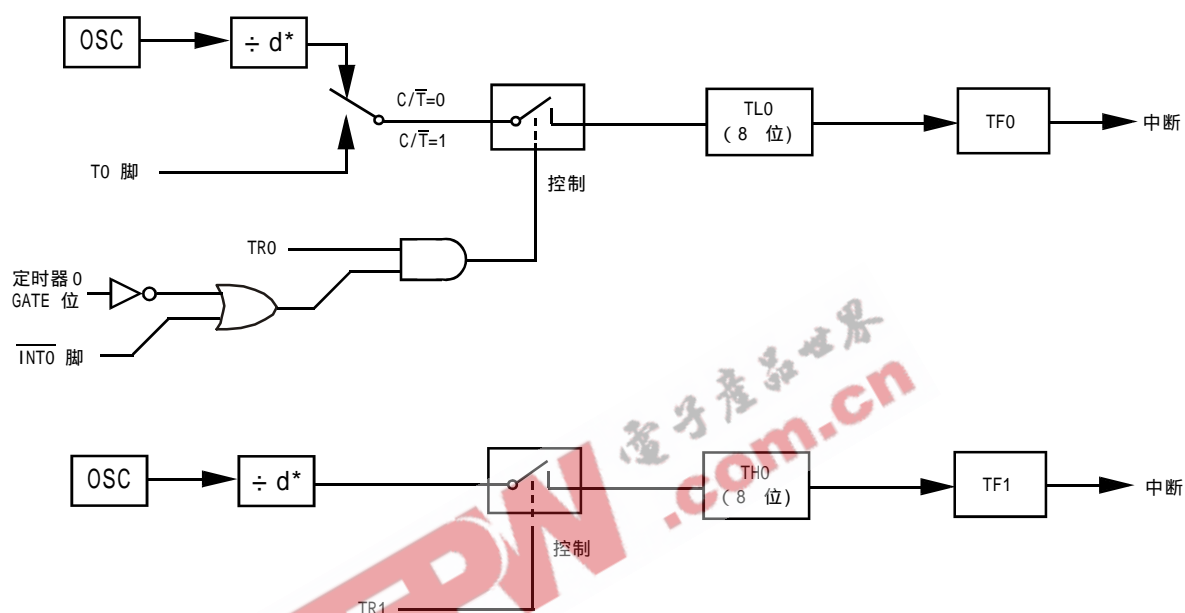 OSC
÷ d*
C/T̅=0
C/T̅=1
T0 脚
控制
TL0
(8 位)
TF0
中断
TR0
定时器0
GATE 位
I̅N̅T̅0̅ 脚
電子產品世界
.com.cn
OSC
÷ d*
控制
TR1
TH0
(8 位)
TF1
中断